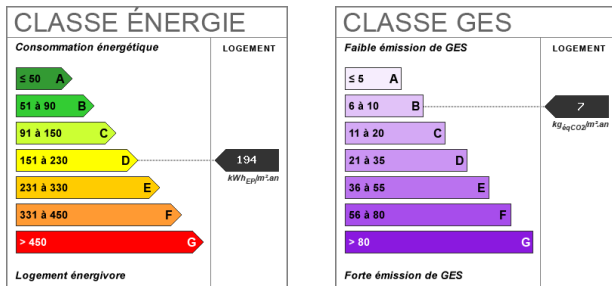 CLASSE ÉNERGIE
Consommation énergétique
LOGEMENT
≤ 50 A
51 à 90 B
91 à 150 C
151 à 230 D
194
kWhEP/m².an
231 à 330 E
331 à 450 F
> 450 G
Logement énergivore
CLASSE GES
Faible émission de GES
LOGEMENT
≤ 5 A
6 à 10 B
7
kgéqCO2/m².an
11 à 20 C
21 à 35 D
36 à 55 E
56 à 80 F
> 80 G
Forte émission de GES